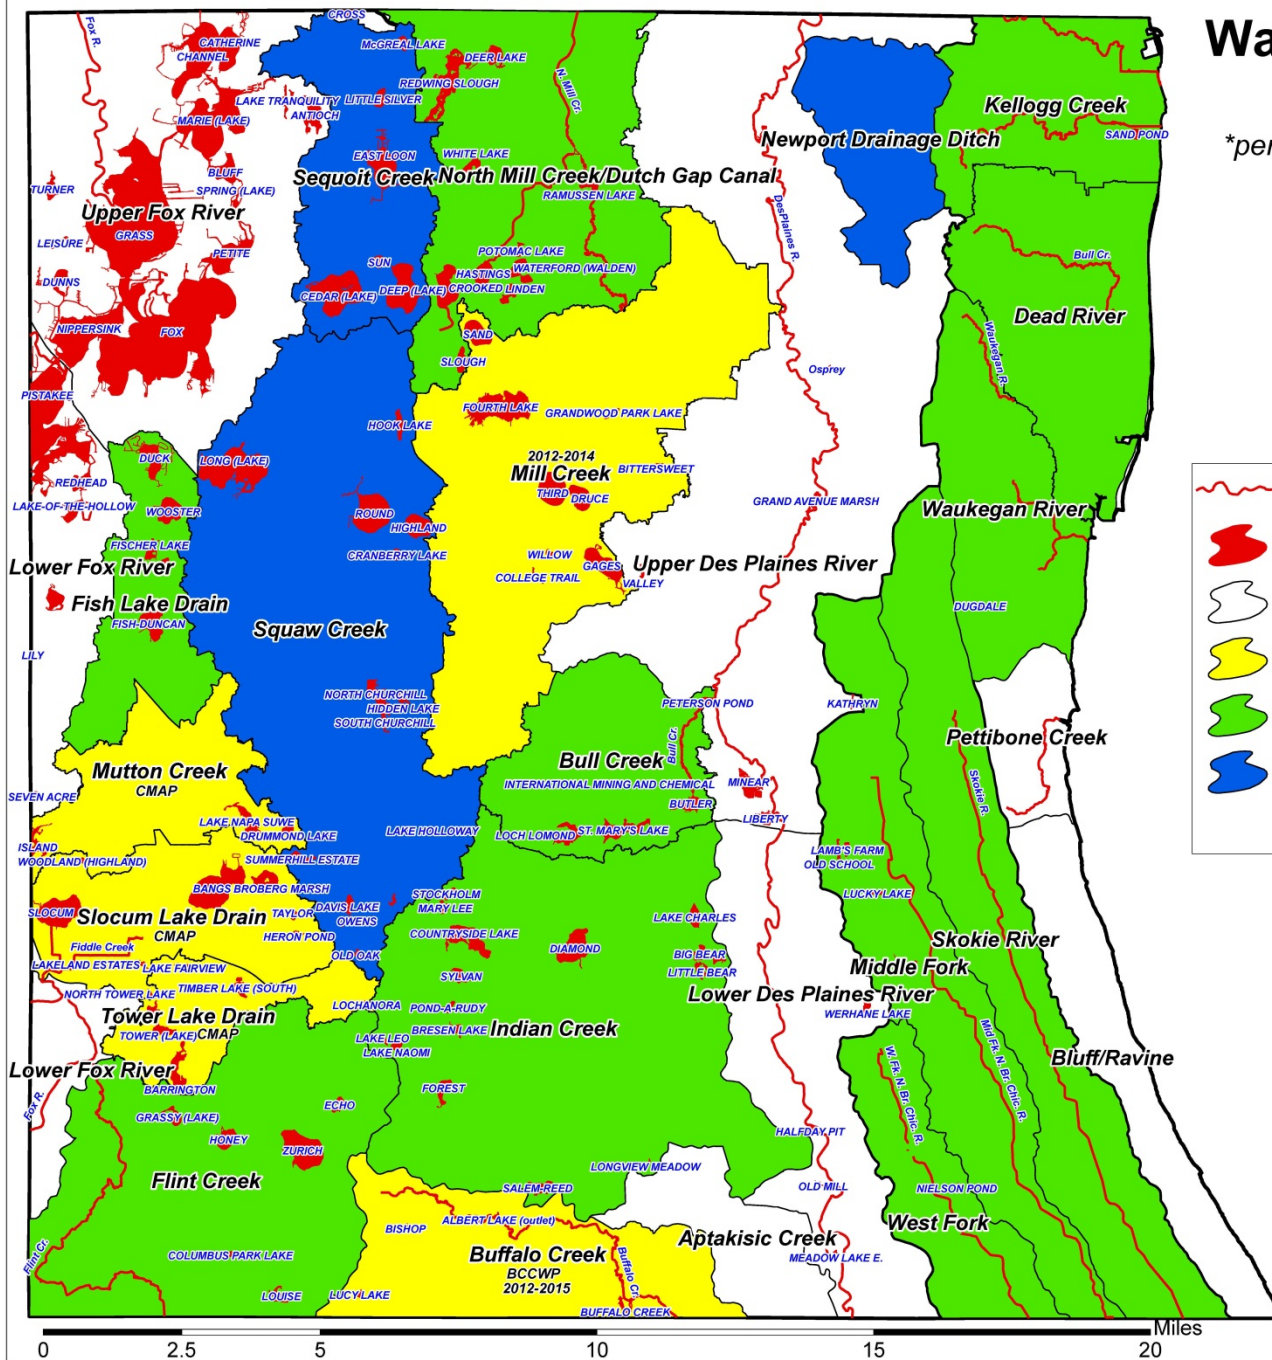 Wa
*per
Fox R.
CROSS
CATHERINE
CHANNEL
McGREAL LAKE
DEER LAKE
REDWING SLOUGH
N. Mill Cr.
LAKE TRANQUILITY
LITTLE SILVER
ANTIOCH
MARIE (LAKE)
Kellogg Creek
SAND POND
Newport Drainage Ditch
EAST LOON
WHITE LAKE
BLUFF
SPRING (LAKE)
TURNER
Sequoit Creek
North Mill Creek/Dutch Gap Canal
RAMUSSEN LAKE
DesPlaines R.
Upper Fox River
GRASS
LEISURE
PETITE
POTOMAC LAKE
Bull Cr.
SUN
HASTINGS
WATERFORD (WALDEN)
DUNNS
CEDAR (LAKE)
DEEP (LAKE)
CROOKED
LINDEN
Dead River
NIPPERSINK
FOX
SAND
SLOUGH
Waukegan R.
Osprey
PISTAKEE
FOURTH LAKE
GRANDWOOD PARK LAKE
HOOK LAKE
DUCK
LONG (LAKE)
2012-2014
Mill Creek
BITTERSWEET
REDHEAD
THIRD
DRUCE
GRAND AVENUE MARSH
LAKE-OF-THE-HOLLOW
WOOSTER
ROUND
HIGHLAND
Waukegan River
FISCHER LAKE
CRANBERRY LAKE
WILLOW
GAGES
Lower Fox River
COLLEGE TRAIL
VALLEY
Upper Des Plaines River
Fish Lake Drain
FISH-DUNCAN
DUGDALE
Squaw Creek
LILY
NORTH CHURCHILL
HIDDEN LAKE
SOUTH CHURCHILL
PETERSON POND
KATHRYN
Pettibone Creek
Bull Cr.
Bull Creek
Mutton Creek
CMAP
INTERNATIONAL MINING AND CHEMICAL
MINEAR
Skokie R.
SEVEN ACRE
BUTLER
LIBERTY
LAKE NAPA SUWE
DRUMMOND LAKE
LAKE HOLLOWAY
LOCH LOMOND
ST. MARY'S LAKE
ISLAND
WOODLAND (HIGHLAND)
SUMMERHILL ESTATE
LAMB'S FARM
OLD SCHOOL
BANGS
BROBERG MARSH
STOCKHOLM
MARY LEE
LUCKY LAKE
SLOCUM
Slocum Lake Drain
CMAP
TAYLOR
DAVIS LAKE
OWENS
LAKE CHARLES
HERON POND
COUNTRYSIDE LAKE
DIAMOND
Skokie River
Fiddle Creek
OLD OAK
BIG BEAR
LITTLE BEAR
LAKELAND ESTATES
LAKE FAIRVIEW
SYLVAN
Middle Fork
NORTH TOWER LAKE
TIMBER LAKE (SOUTH)
Lower Des Plaines River
LOCHANORA
POND-A-RUDY
WERHANE LAKE
Tower Lake Drain
TOWER (LAKE)
CMAP
BRESEN LAKE
Indian Creek
LAKE LEO
LAKE NAOMI
Mid Fk. N. Br. Chic. R.
Bluff/Ravine
Lower Fox River
W. Fk. N. Br. Chic. R.
BARRINGTON
FOREST
Fox R.
ECHO
GRASSY (LAKE)
HONEY
HALFDAY PIT
ZURICH
LONGVIEW MEADOW
Flint Creek
SALEM-REED
OLD MILL
NIELSON POND
ALBERT LAKE (outlet)
BISHOP
West Fork
Flint Cr.
Aptakisic Creek
COLUMBUS PARK LAKE
Buffalo Creek
Buffalo Cr.
MEADOW LAKE E.
BCCWP
2012-2015
LOUISE
LUCY LAKE
BUFFALO CREEK
Miles
0 2.5 5 10 15 20